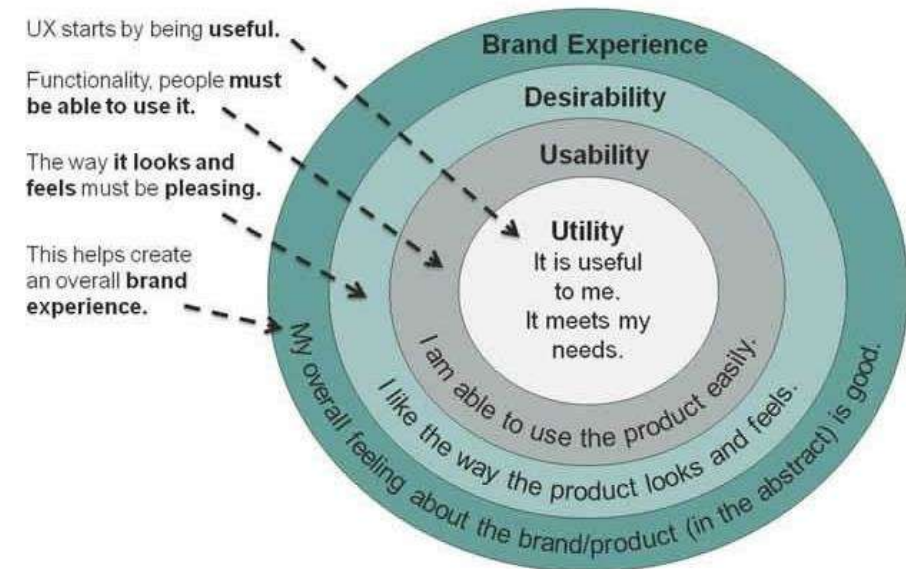 UX starts by being useful.
Functionality, people must
be able to use it.
The way it looks and
feels must be pleasing.
This helps create
an overall brand
experience.
Brand Experience
Desirability
Usability
Utility
It is useful
to me.
It meets my
needs.
I am able to use the product easily.
I like the way the product looks and feels.
My overall feeling about the brand/product (in the abstract) is good.